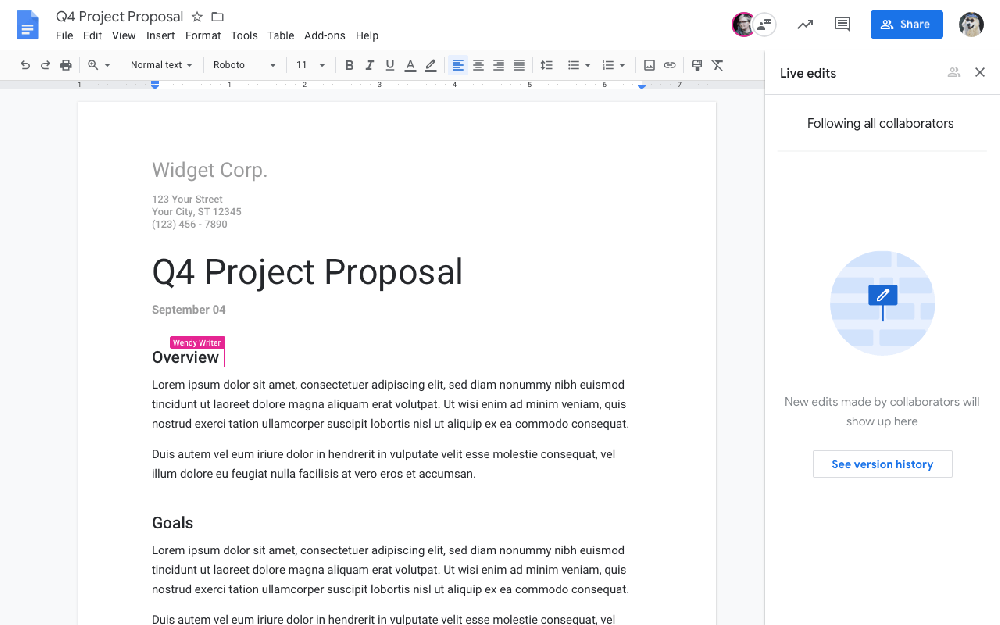 Q4 Project Proposal
File Edit View Insert Format Tools Table Add-ons Help
Share
Normal text Roboto 11 B I U A
1 1 2 3 4 5 6 7
Live edits
Following all collaborators
New edits made by collaborators will
show up here
See version history
Widget Corp.
123 Your Street
Your City, ST 12345
(123) 456 - 7890
Q4 Project Proposal
September 04
Wendy Writer
Overview
Lorem ipsum dolor sit amet, consectetuer adipiscing elit, sed diam nonummy nibh euismod
tincidunt ut laoreet dolore magna aliquam erat volutpat. Ut wisi enim ad minim veniam, quis
nostrud exerci tation ullamcorper suscipit lobortis nisl ut aliquip ex ea commodo consequat.
Duis autem vel eum iriure dolor in hendrerit in vulputate velit esse molestie consequat, vel
illum dolore eu feugiat nulla facilisis at vero eros et accumsan.
Goals
Lorem ipsum dolor sit amet, consectetuer adipiscing elit, sed diam nonummy nibh euismod
tincidunt ut laoreet dolore magna aliquam erat volutpat. Ut wisi enim ad minim veniam, quis
nostrud exerci tation ullamcorper suscipit lobortis nisl ut aliquip ex ea commodo consequat.
Duis autem vel eum iriure dolor in hendrerit in vulputate velit esse molestie consequat, vel